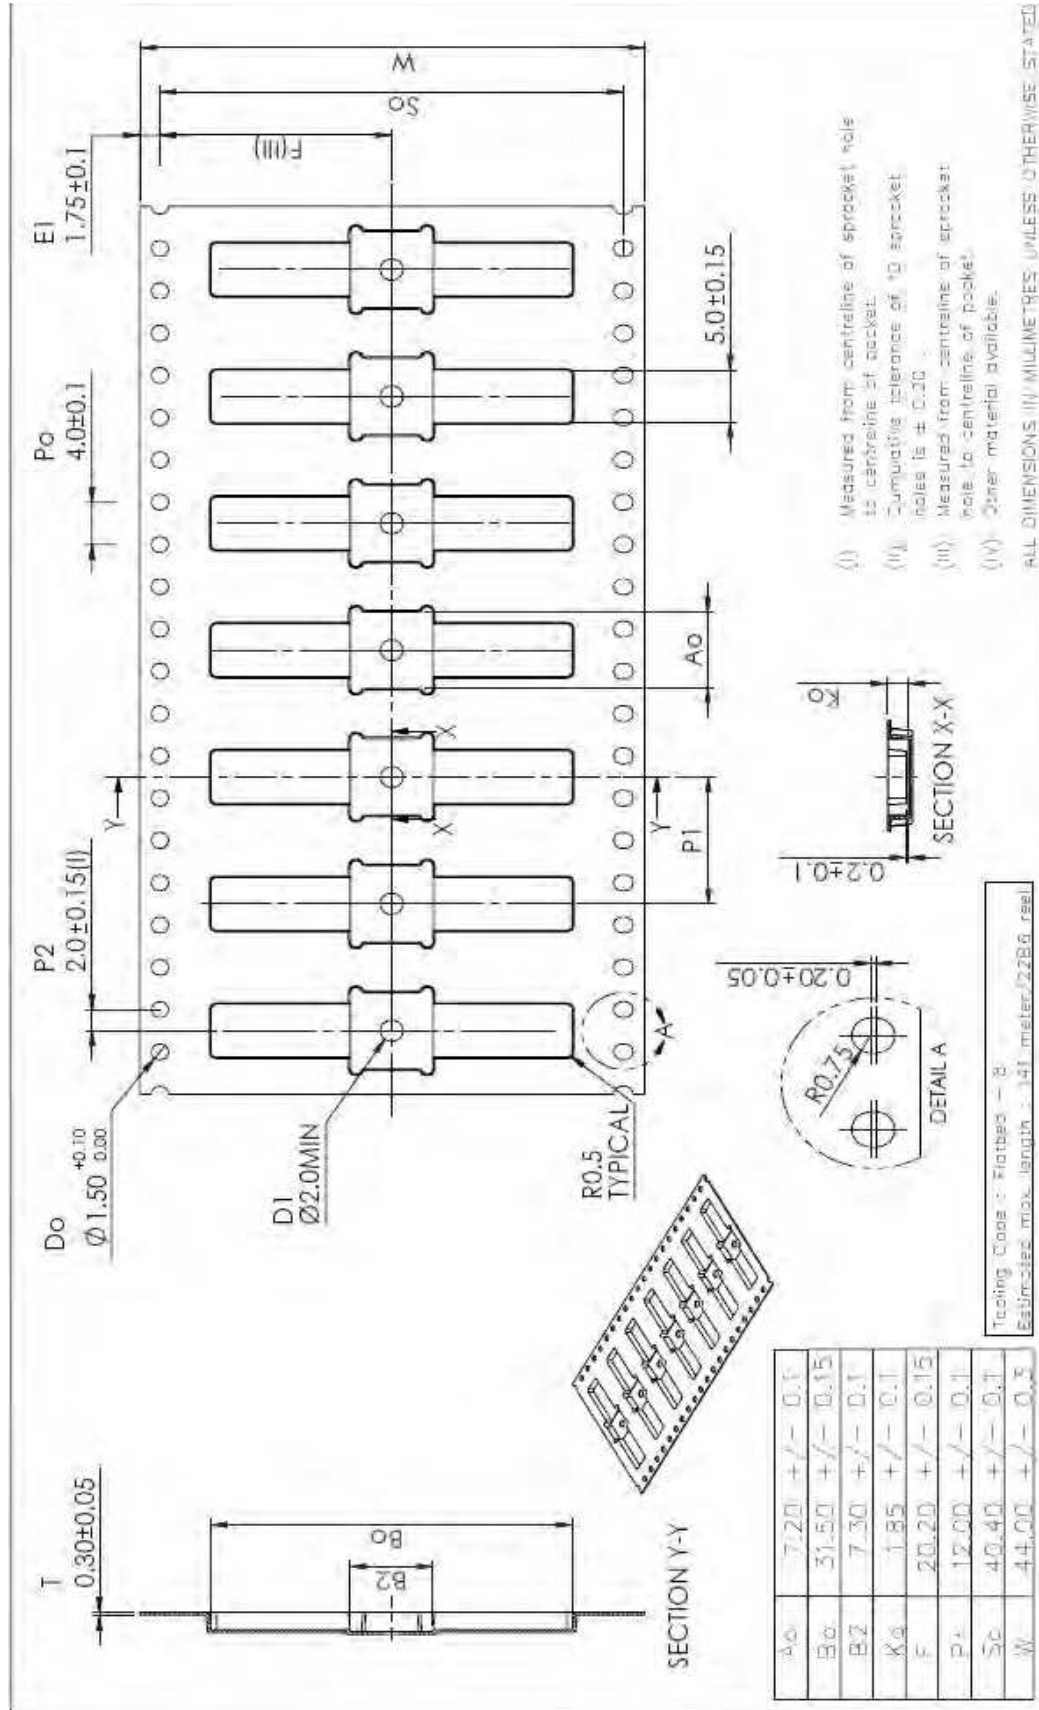 T
0.30±0.05
Do
Ø1.50 +0.10 0.00
P2
2.0±0.15(I)
Po
4.0±0.1
E1
1.75±0.1
Y
D1
Ø2.0MIN
X
X
F(III)
So
W
Bo
B2
SECTION Y-Y
R0.5
TYPICAL
A
Y
P1
Ao
5.0±0.15
R0.75
0.20±0.05
DETAIL A
0.2±0.1
Ko
SECTION X-X
(I) Measured from centreline of sprocket hole
to centreline of pocket.
(II) Cumulative tolerance of 10 sprocket
holes is ± 0.20 .
(III) Measured from centreline of sprocket
hole to centreline of pocket.
(IV) Other material available.
ALL DIMENSIONS IN MILLIMETRES UNLESS OTHERWISE STATED
Ao 7.20 +/- 0.1
Bo 31.50 +/- 0.15
B2 7.30 +/- 0.1
Ko 1.85 +/- 0.1
F 20.20 +/- 0.15
P1 12.00 +/- 0.1
So 40.40 +/- 0.1
W 44.00 +/- 0.3
Tooling Code : Flatbed - B
Estimated max. length : 141 meter/22B6 reel